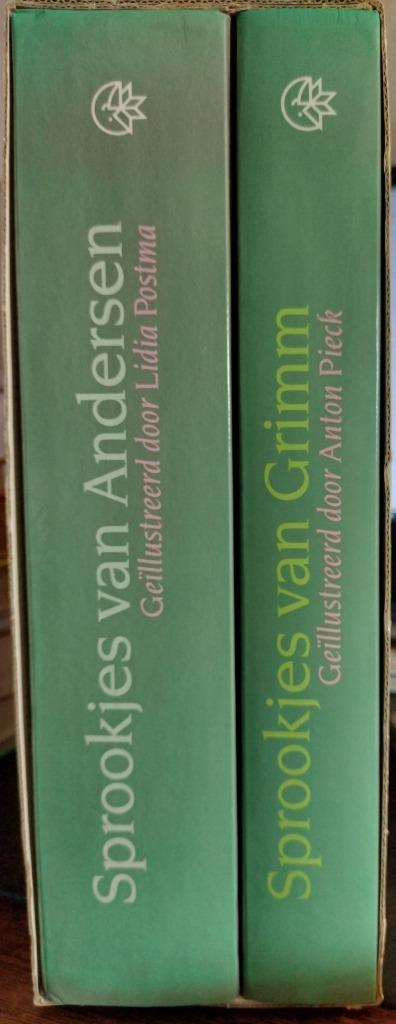 Sprookjes van Andersen
Geïllustreerd door Lidia Postma
Sprookjes van Grimm
Geïllustreerd door Anton Pieck